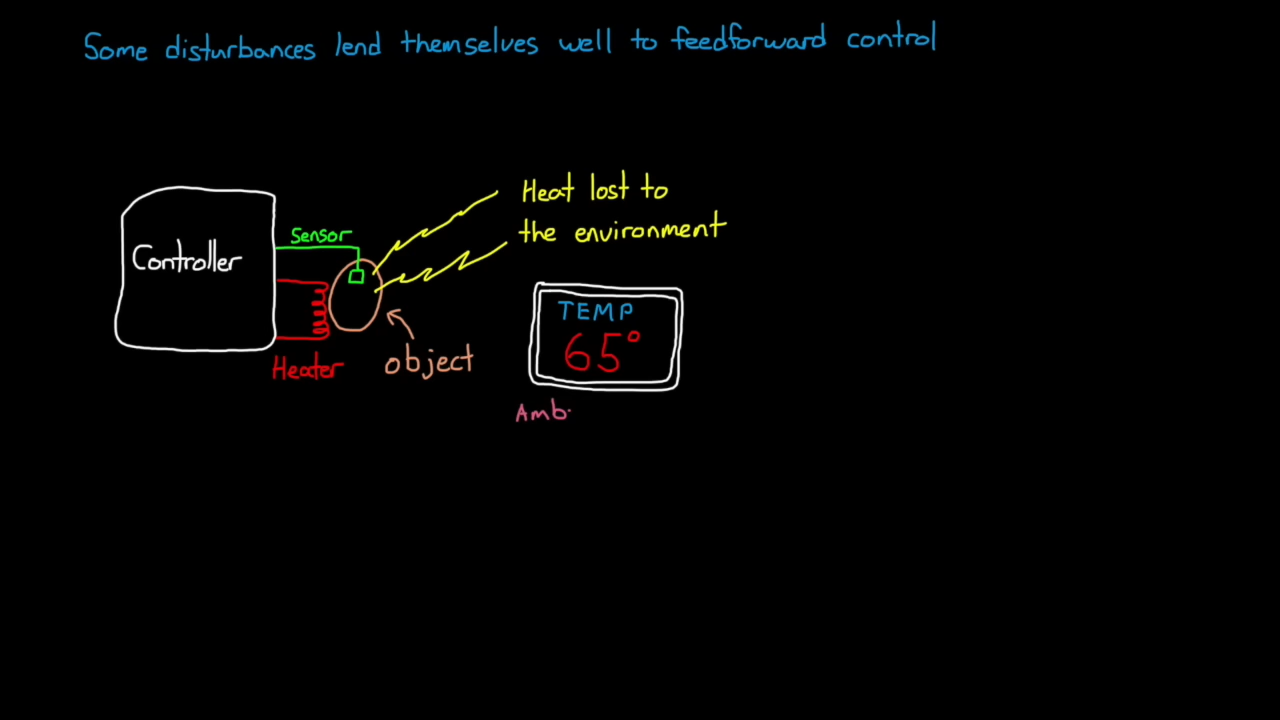 Some disturbances lend themselves well to feedforward control
Heat lost to
the environment
Sensor
Controller
TEMP
65°
Heater
object
Amb